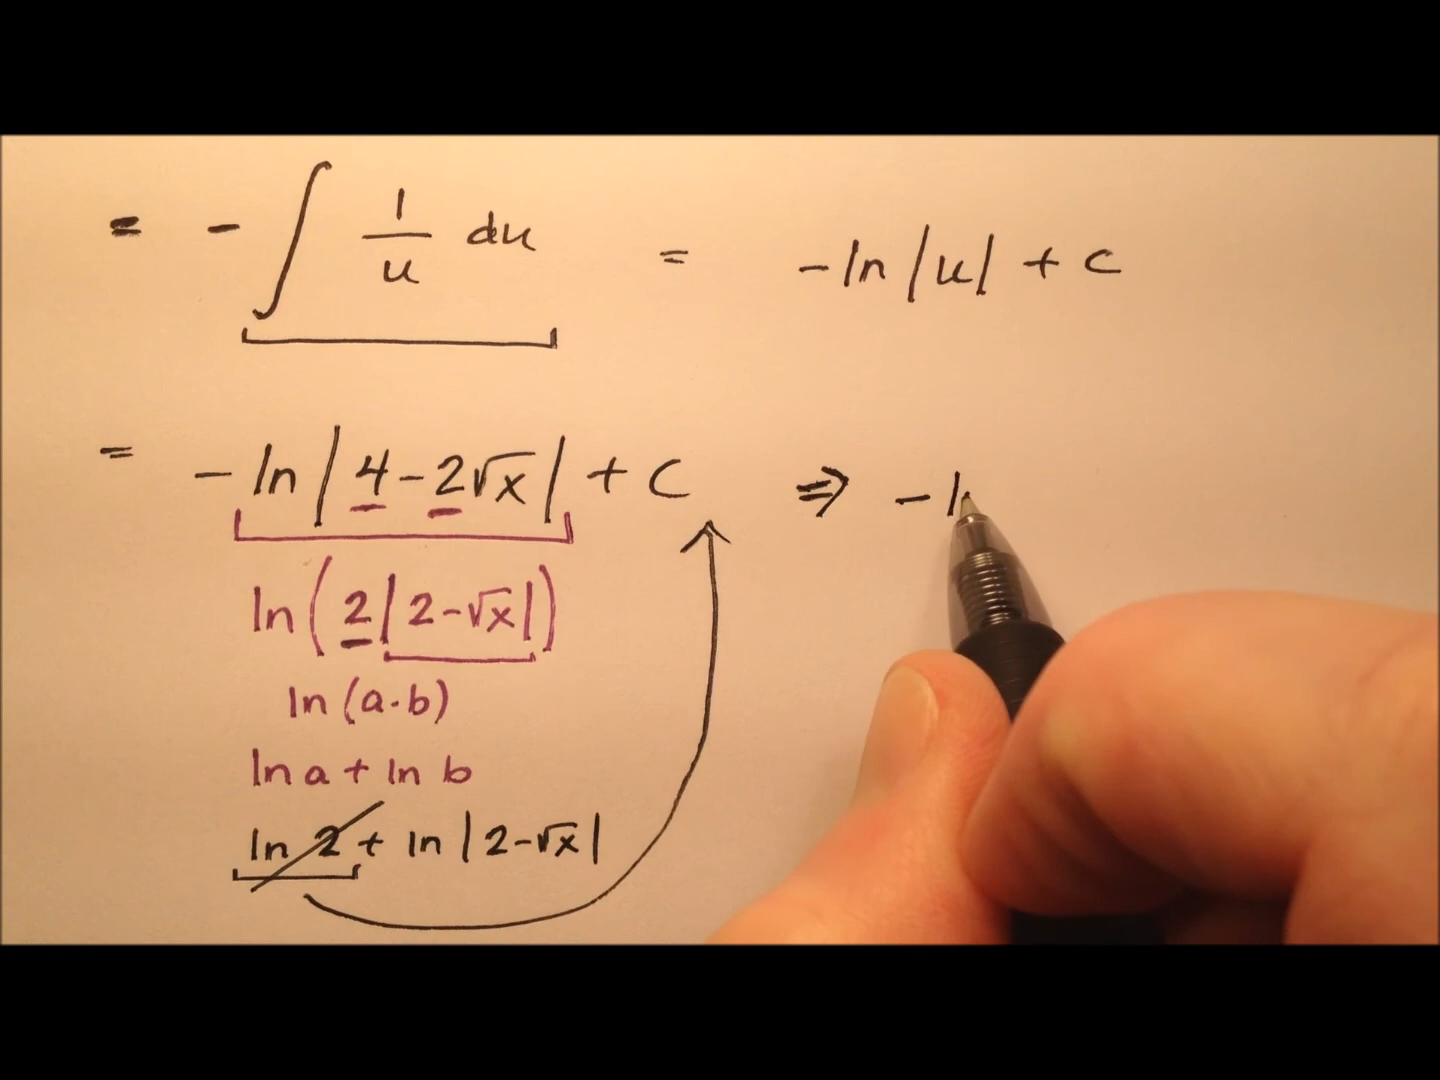 = - ∫ 1/u du = -ln |u| + c
= -ln | 4 - 2√x | + c ⇒ - l
ln ( 2 | 2 - √x | )
ln (a·b)
ln a + ln b
ln 2 + ln | 2 - √x |